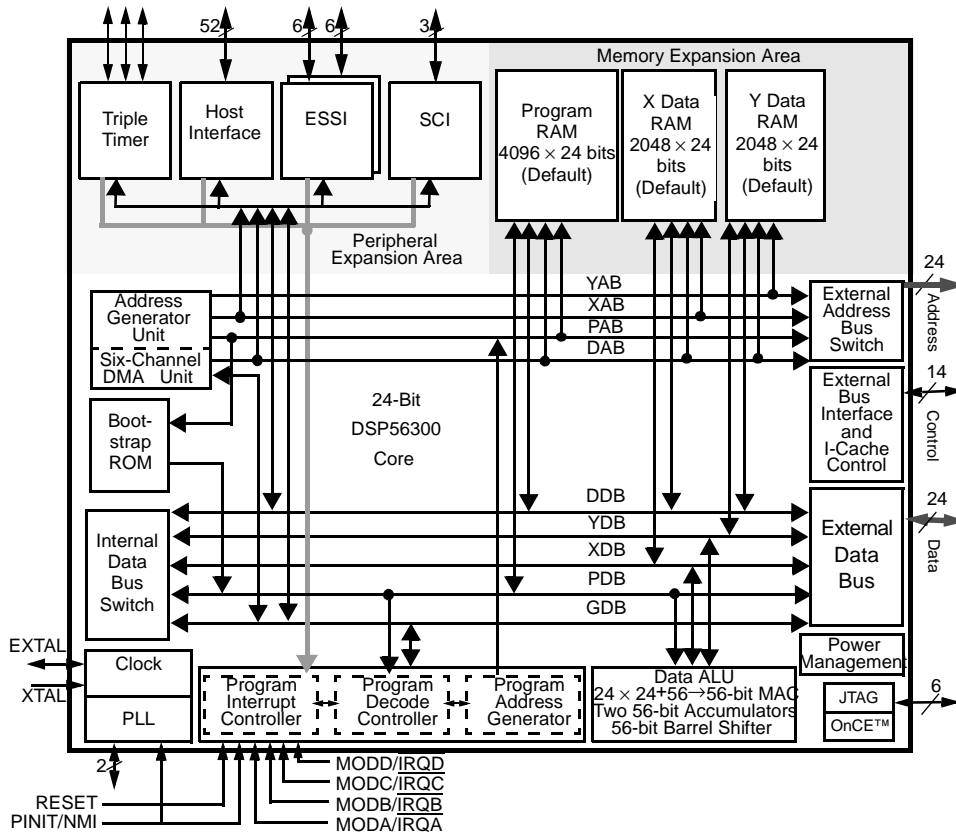 52
6
6
3
Memory Expansion Area
Triple
Timer
Host
Interface
ESSI
SCI
Program
RAM
4096 × 24 bits
(Default)
X Data
RAM
2048 × 24
bits
(Default)
Y Data
RAM
2048 × 24
bits
(Default)
Peripheral
Expansion Area
Address
Generator
Unit
Six-Channel
DMA Unit
YAB
XAB
PAB
DAB
External
Address
Bus
Switch
24
Address
Boot-
strap
ROM
24-Bit
DSP56300
Core
External
Bus
Interface
and
I-Cache
Control
14
Control
Internal
Data
Bus
Switch
DDB
YDB
XDB
PDB
GDB
External
Data
Bus
24
Data
EXTAL
XTAL
Clock
PLL
Program
Interrupt
Controller
Program
Decode
Controller
Program
Address
Generator
Data ALU
24 × 24+56→56-bit MAC
Two 56-bit Accumulators
56-bit Barrel Shifter
Power
Management
JTAG
OnCE™
6
2
RESET
PINIT/NMI
MODD/IRQD
MODC/IRQC
MODB/IRQB
MODA/IRQA